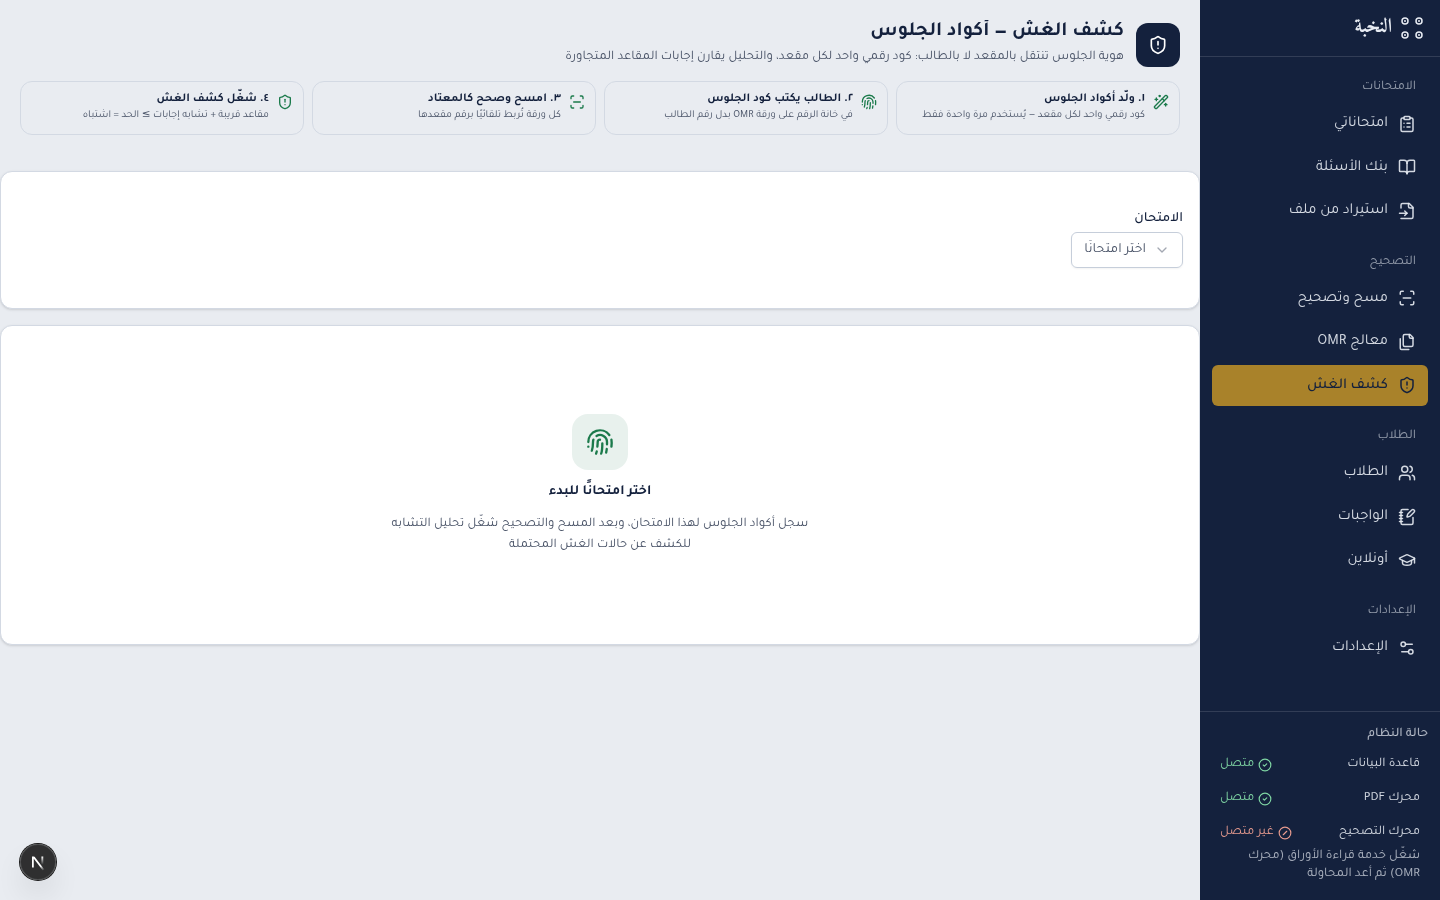 النخبة
الامتحانات
امتحاناتي
بنك الأسئلة
استيراد من ملف
التصحيح
مسح وتصحيح
معالج OMR
كشف الغش
الطلاب
الطلاب
الواجبات
أونلاين
الإعدادات
الإعدادات
حالة النظام
قاعدة البيانات
متصل
محرك PDF
متصل
محرك التصحيح
غير متصل
شغّل خدمة قراءة الأوراق (محرك
OMR) ثم أعد المحاولة
كشف الغش – أكواد الجلوس
هوية الجلوس تنتقل بالمقعد لا بالطالب: كود رقمي واحد لكل مقعد، والتحليل يقارن إجابات المقاعد المتجاورة
١. ولّد أكواد الجلوس
كود رقمي واحد لكل مقعد – يُستخدم مرة واحدة فقط
٢. الطالب يكتب كود الجلوس
في خانة الرقم على ورقة OMR بدل رقم الطالب
٣. امسح وصحح كالمعتاد
كل ورقة تُربط تلقائيًا برقم مقعدها
٤. شغّل كشف الغش
مقاعد قريبة + تشابه إجابات ≥ الحد = اشتباه
الامتحان
اختر امتحانًا
اختر امتحانًا للبدء
سجل أكواد الجلوس لهذا الامتحان، وبعد المسح والتصحيح شغّل تحليل التشابه
للكشف عن حالات الغش المحتملة
N